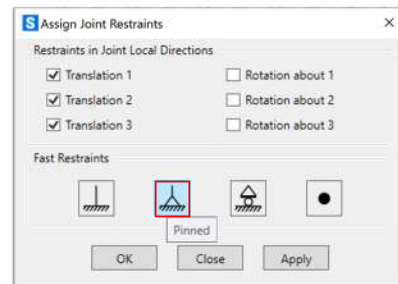 S Assign Joint Restraints
Restraints in Joint Local Directions
Translation 1 Rotation about 1
Translation 2 Rotation about 2
Translation 3 Rotation about 3
Fast Restraints
Pinned
OK Close Apply